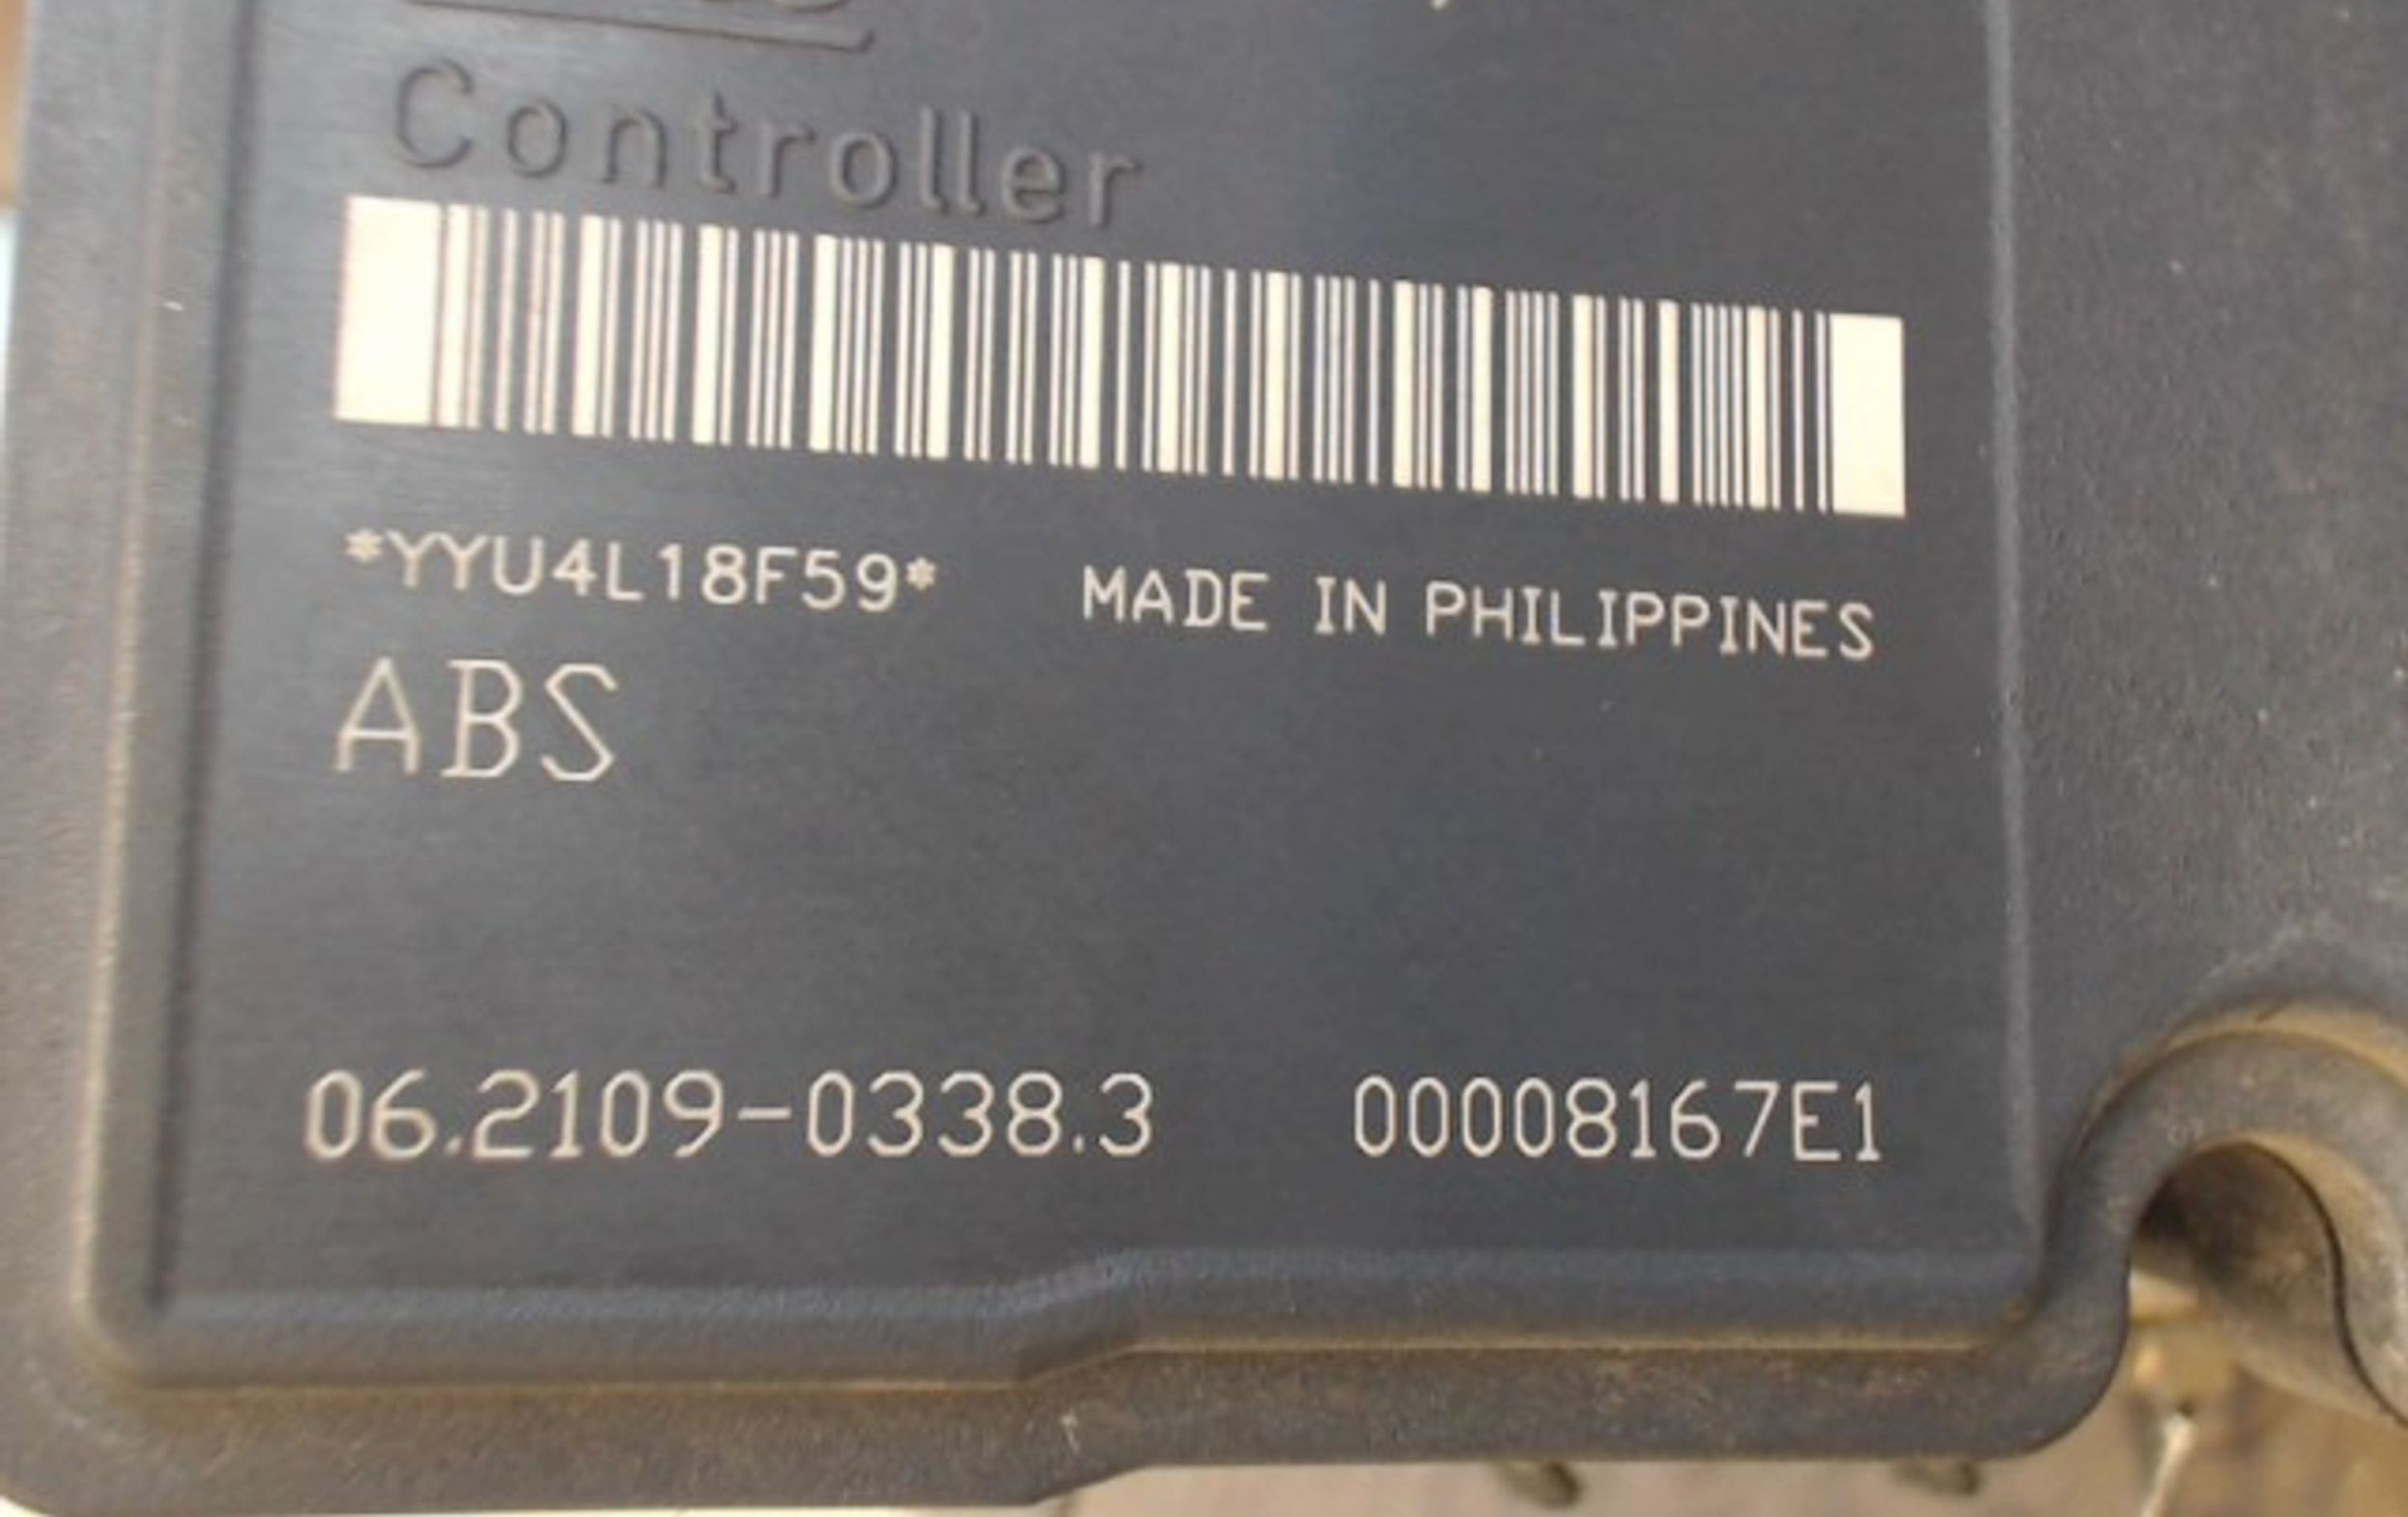 Controller
*YYU4L18F59* MADE IN PHILIPPINES
ABS
06.2109-0338.3 00008167E1